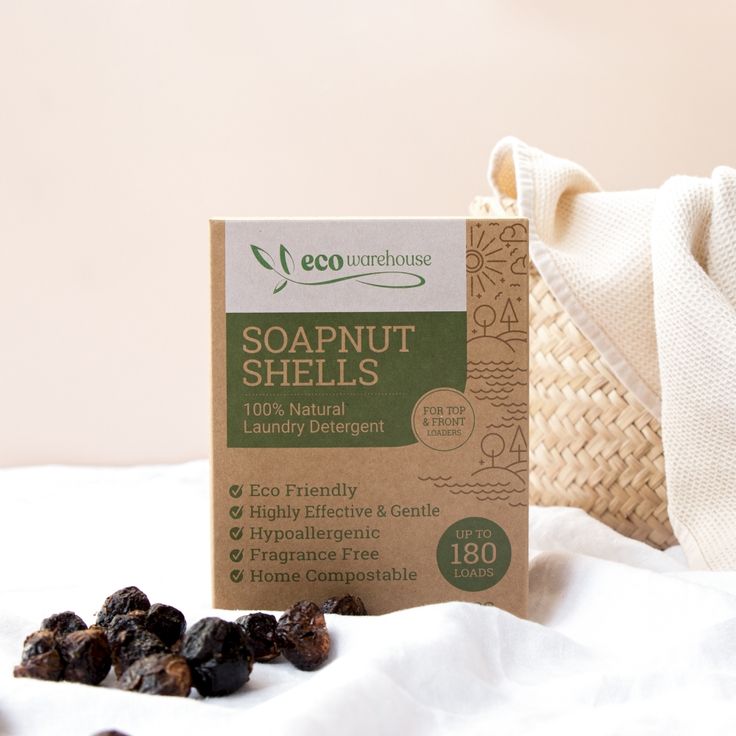 eco warehouse
SOAPNUT
SHELLS
100% Natural
Laundry Detergent
FOR TOP
& FRONT
LOADERS
Eco Friendly
Highly Effective & Gentle
Hypoallergenic
Fragrance Free
Home Compostable
UP TO
180
LOADS